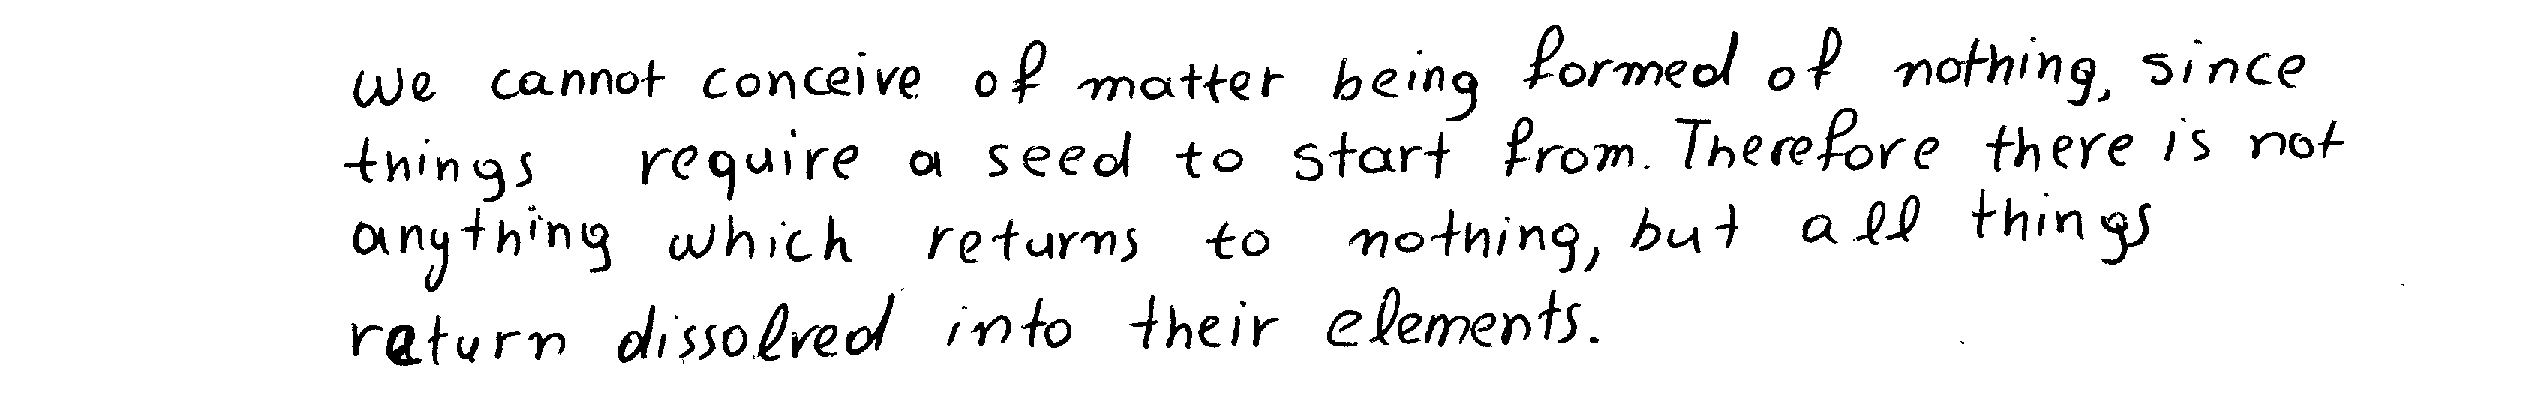 we cannot conceive of matter being formed of nothing, since
things require a seed to start from. Therefore there is not
anything which returns to nothing, but all things
return dissolved into their elements.